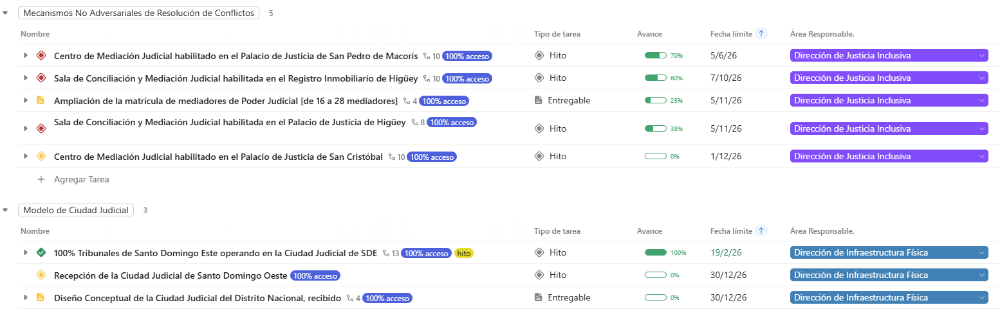 Mecanismos No Adversariales de Resolución de Conflictos 5
Nombre Tipo de tarea Avance Fecha límite Área Responsable.
Centro de Mediación Judicial habilitado en el Palacio de Justicia de San Pedro de Macorís 10 100% acceso Hito 70% 5/6/26 Dirección de Justicia Inclusiva
Sala de Conciliación y Mediación Judicial habilitada en el Registro Inmobiliario de Higüey 10 100% acceso Hito 60% 7/10/26 Dirección de Justicia Inclusiva
Ampliación de la matrícula de mediadores de Poder Judicial [de 16 a 28 mediadores] 4 100% acceso Entregable 25% 5/11/26 Dirección de Justicia Inclusiva
Sala de Conciliación y Mediación Judicial habilitada en el Palacio de Justicia de Higüey 8 100% acceso Hito 38% 5/11/26 Dirección de Justicia Inclusiva
Centro de Mediación Judicial habilitado en el Palacio de Justicia de San Cristóbal 10 100% acceso Hito 0% 1/12/26 Dirección de Justicia Inclusiva
Agregar Tarea
Modelo de Ciudad Judicial 3
Nombre Tipo de tarea Avance Fecha límite Área Responsable.
100% Tribunales de Santo Domingo Este operando en la Ciudad Judicial de SDE 13 100% acceso hito Hito 100% 19/2/26 Dirección de Infraestructura Física
Recepción de la Ciudad Judicial de Santo Domingo Oeste 100% acceso Hito 0% 30/12/26 Dirección de Infraestructura Física
Diseño Conceptual de la Ciudad Judicial del Distrito Nacional, recibido 4 100% acceso Entregable 0% 30/12/26 Dirección de Infraestructura Física